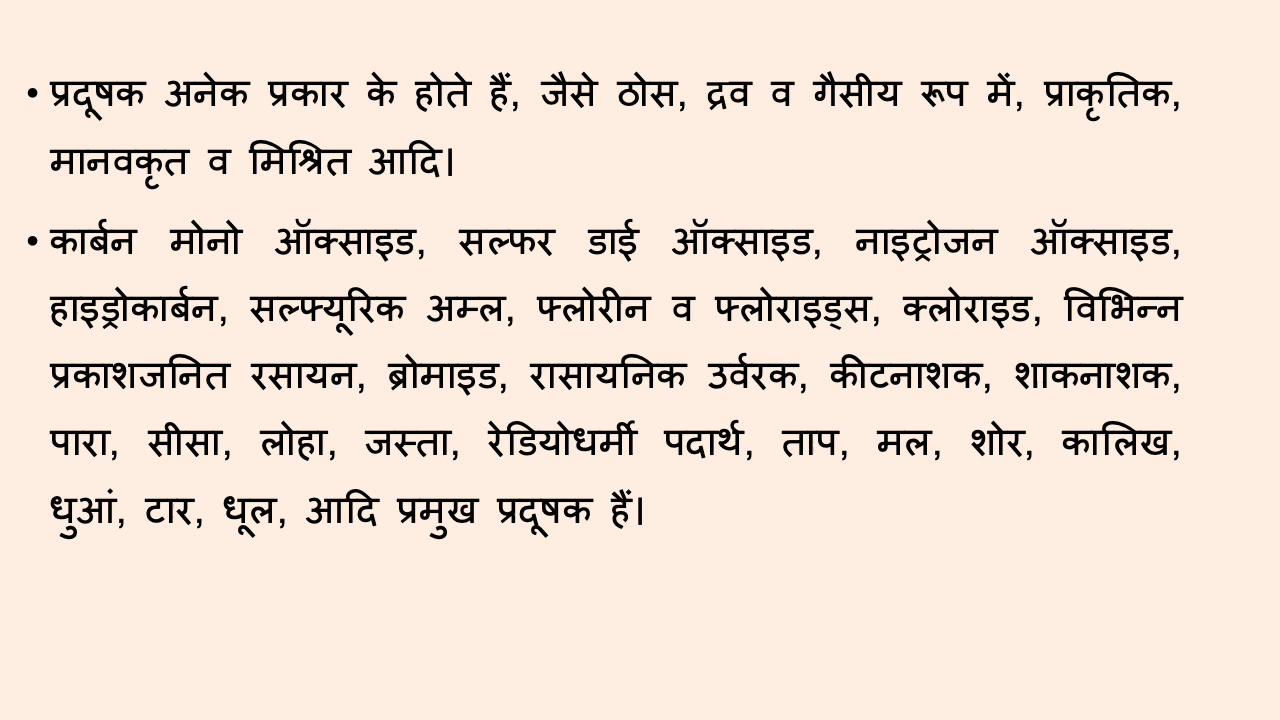 • प्रदूषक अनेक प्रकार के होते हैं, जैसे ठोस, द्रव व गैसीय रूप में, प्राकृतिक,
मानवकृत व मिश्रित आदि।
• कार्बन मोनो ऑक्साइड, सल्फर डाई ऑक्साइड, नाइट्रोजन ऑक्साइड,
हाइड्रोकार्बन, सल्फ्यूरिक अम्ल, फ्लोरीन व फ्लोराइड्स, क्लोराइड, विभिन्न
प्रकाशजनित रसायन, ब्रोमाइड, रासायनिक उर्वरक, कीटनाशक, शाकनाशक,
पारा, सीसा, लोहा, जस्ता, रेडियोधर्मी पदार्थ, ताप, मल, शोर, कालिख,
धुआं, टार, धूल, आदि प्रमुख प्रदूषक हैं।